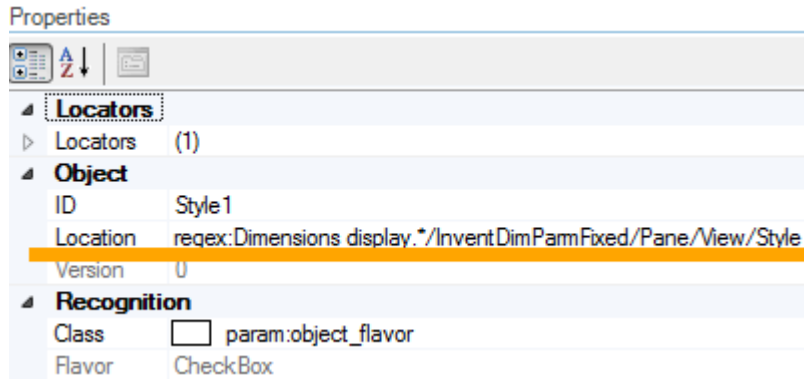 Properties
A Z
Locators
Locators (1)
Object
ID Style1
Location regex:Dimensions display.*/InventDimParmFixed/Pane/View/Style
Version 0
Recognition
Class param:object_flavor
Flavor CheckBox